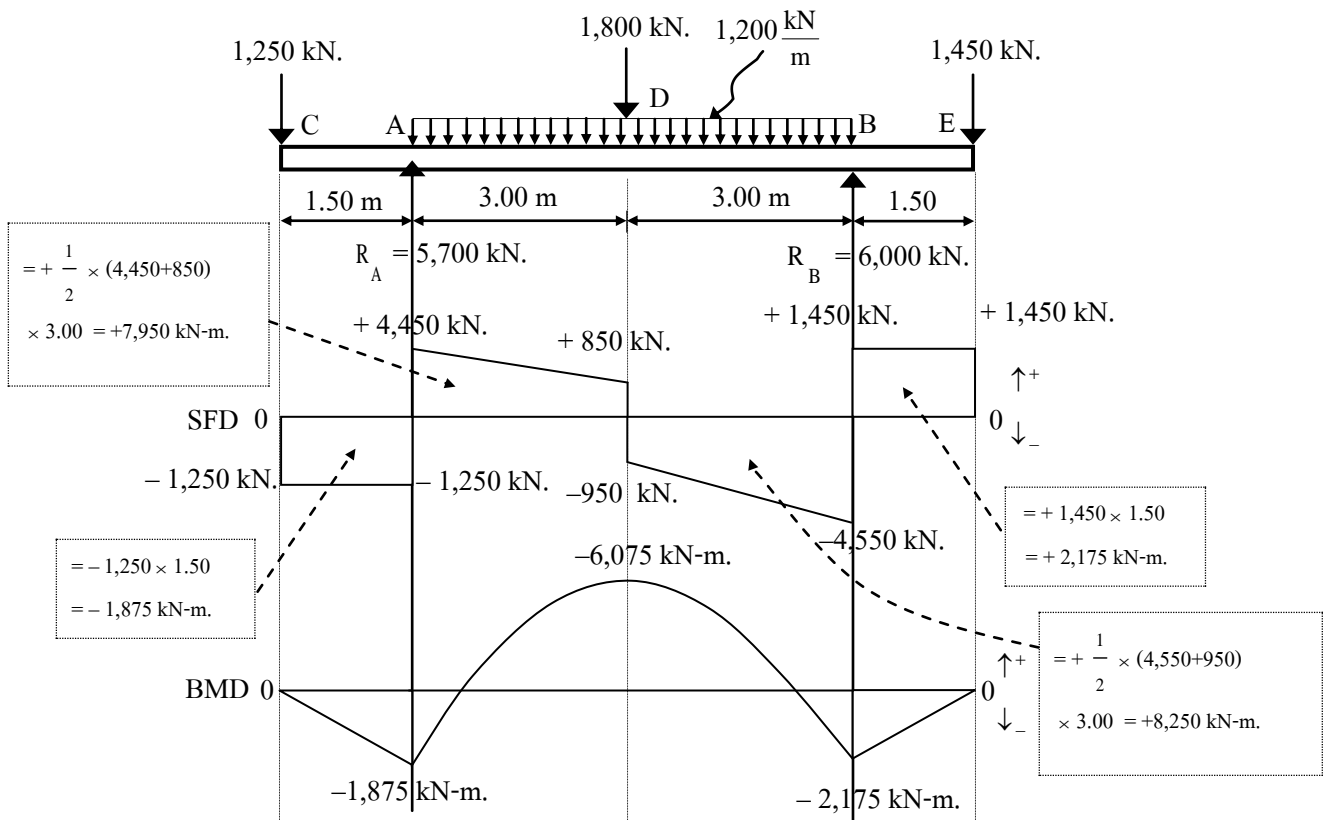 1,800 kN. 1,200 kN/m
1,250 kN. 1,450 kN.
D
C A B E
1.50 m 3.00 m 3.00 m 1.50
R_A = 5,700 kN. R_B = 6,000 kN.
= + 1/2 × (4,450+850)
× 3.00 = +7,950 kN-m.
+ 4,450 kN. + 850 kN. + 1,450 kN. + 1,450 kN.
↑+
SFD 0 0
↓–
– 1,250 kN. – 1,250 kN. –950 kN.
–4,550 kN.
= + 1,450 × 1.50
= + 2,175 kN-m.
= – 1,250 × 1.50
= – 1,875 kN-m.
–6,075 kN-m.
= + 1/2 × (4,550+950)
× 3.00 = +8,250 kN-m.
↑+
BMD 0 0
↓–
–1,875 kN-m. - 2,175 kN-m.